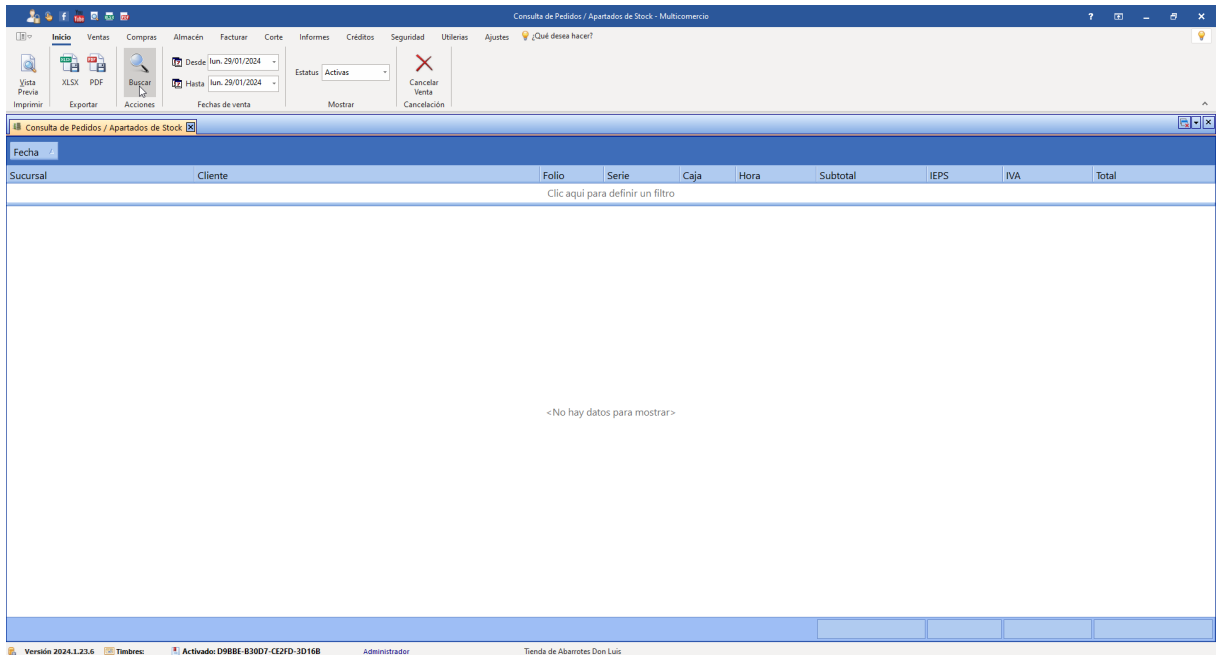 Consulta de Pedidos / Apartados de Stock - Multicomercio
Inicio Ventas Compras Almacén Facturar Corte Informes Créditos Seguridad Utilerias Ajustes ¿Qué desea hacer?
Vista Previa
XLSX
PDF
Buscar
Desde lun. 29/01/2024
Hasta lun. 29/01/2024
Estatus Activas
Cancelar Venta
Imprimir Exportar Acciones Fechas de venta Mostrar Cancelación
Consulta de Pedidos / Apartados de Stock
Fecha
Sucursal Cliente Folio Serie Caja Hora Subtotal IEPS IVA Total
Clic aqui para definir un filtro
<No hay datos para mostrar>
Versión 2024.1.23.6 Timbres: Activado: D9BBE-B30D7-CE2FD-3D16B Administrador Tienda de Abarrotes Don Luis